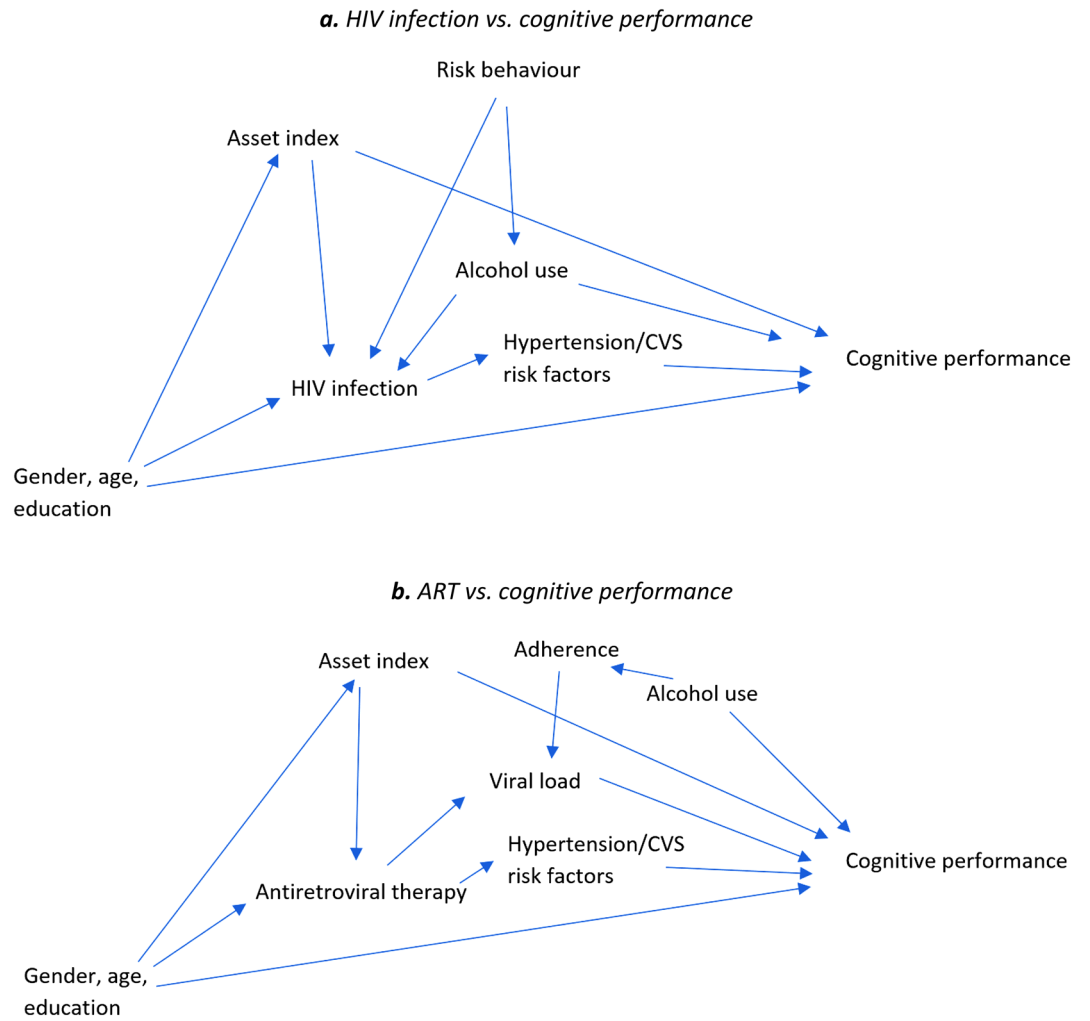 a. HIV infection vs. cognitive performance
Risk behaviour
Asset index
Alcohol use
Hypertension/CVS
risk factors
Cognitive performance
HIV infection
Gender, age,
education
b. ART vs. cognitive performance
Adherence
Asset index
Alcohol use
Viral load
Hypertension/CVS
risk factors
Cognitive performance
Antiretroviral therapy
Gender, age,
education